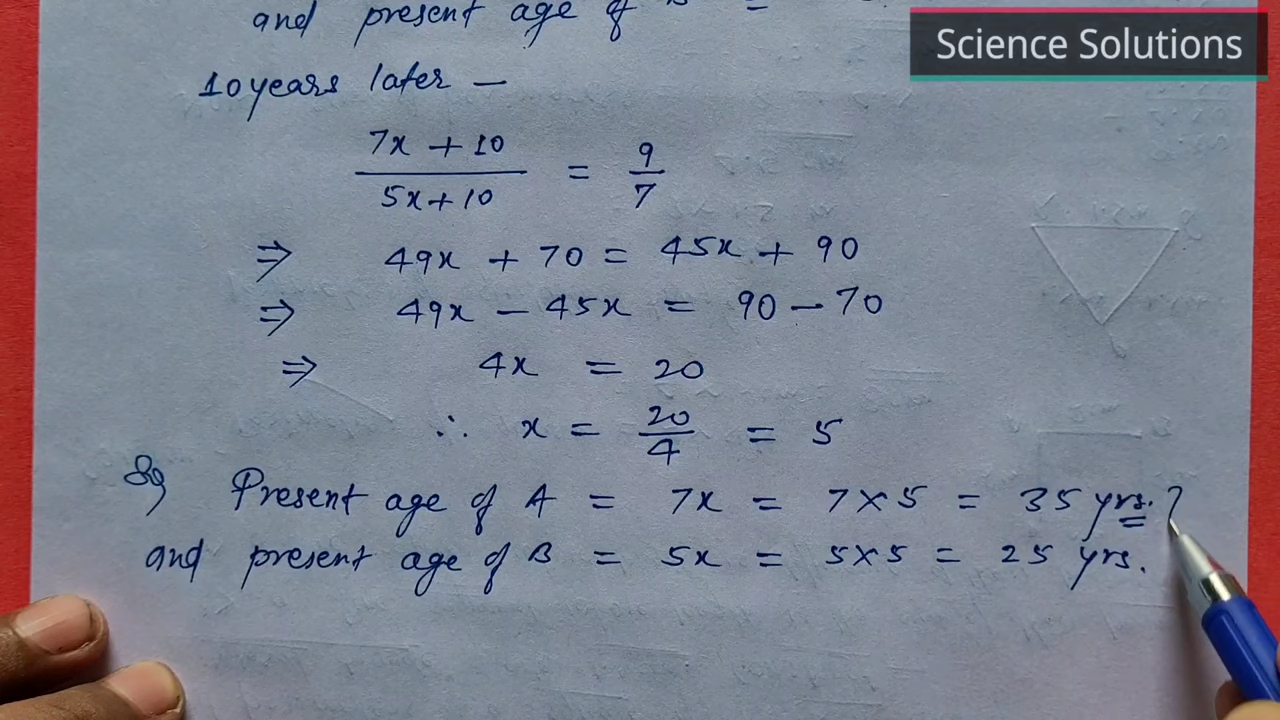 and present age of B =
Science Solutions
10 years later —
7x + 10
5x + 10
=
9
7
⇒ 49x + 70 = 45x + 90
⇒ 49x - 45x = 90 - 70
⇒ 4x = 20
∴ x = 20/4 = 5
So Present age of A = 7x = 7 × 5 = 35 yrs.
and present age of B = 5x = 5 × 5 = 25 yrs.